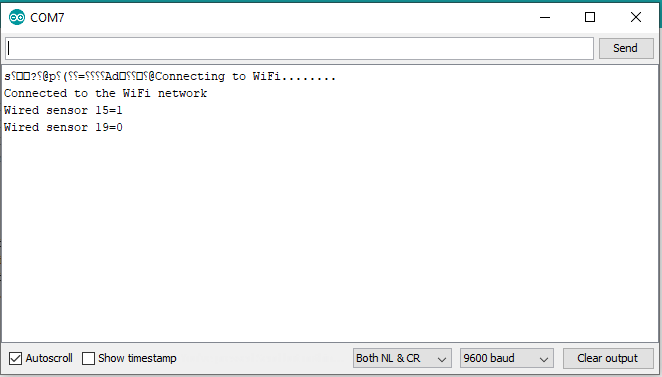 COM7
Send
s⸮□□?⸮@p⸮(⸮⸮=⸮⸮⸮⸮Ad□⸮⸮□⸮@Connecting to WiFi........
Connected to the WiFi network
Wired sensor 15=1
Wired sensor 19=0
Autoscroll Show timestamp Both NL & CR 9600 baud Clear output